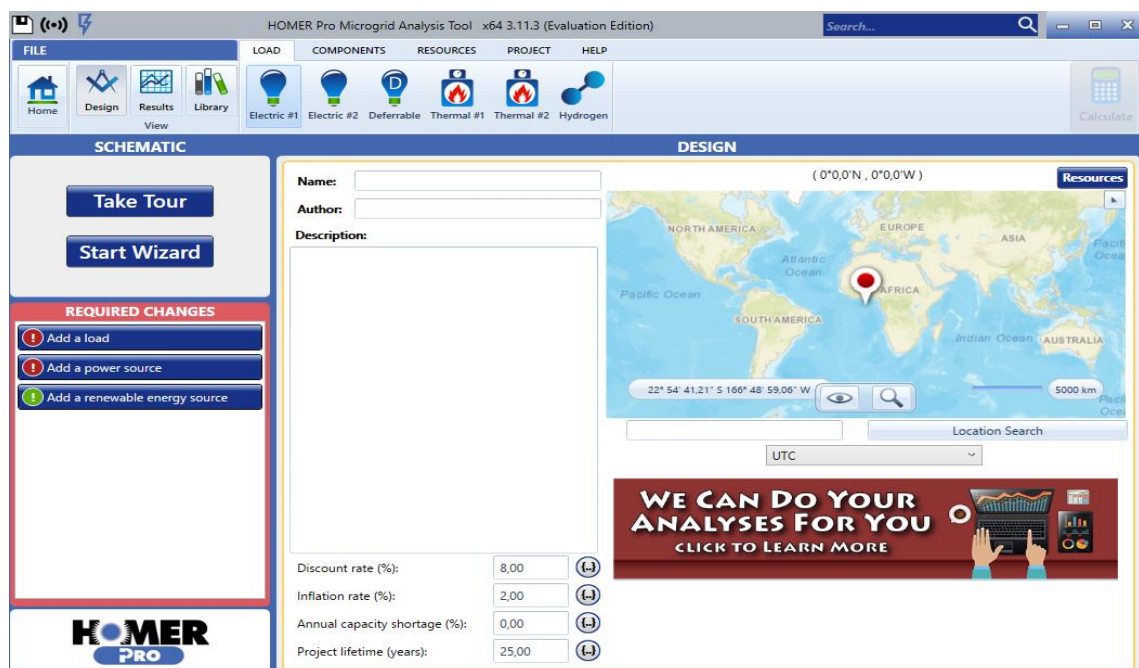 HOMER Pro Microgrid Analysis Tool x64 3.11.3 (Evaluation Edition)
Search...
FILE
LOAD COMPONENTS RESOURCES PROJECT HELP
Home
Design Results Library
View
Electric #1 Electric #2 Deferrable Thermal #1 Thermal #2 Hydrogen
D
Calculate
SCHEMATIC
Take Tour
Start Wizard
REQUIRED CHANGES
Add a load
Add a power source
Add a renewable energy source
HOMER
PRO
DESIGN
Name:
Author:
Description:
Discount rate (%): 8,00 {..}
Inflation rate (%): 2,00 {..}
Annual capacity shortage (%): 0,00 {..}
Project lifetime (years): 25,00 {..}
( 0°0,0'N , 0°0,0'W )
Resources
NORTH AMERICA
EUROPE
ASIA
Atlantic
Ocean
Pacific Ocean
AFRICA
SOUTH AMERICA
Indian Ocean
AUSTRALIA
22° 54' 41,21" S 166° 48' 59,06" W
5000 km
Location Search
UTC
WE CAN DO YOUR
ANALYSES FOR YOU
CLICK TO LEARN MORE